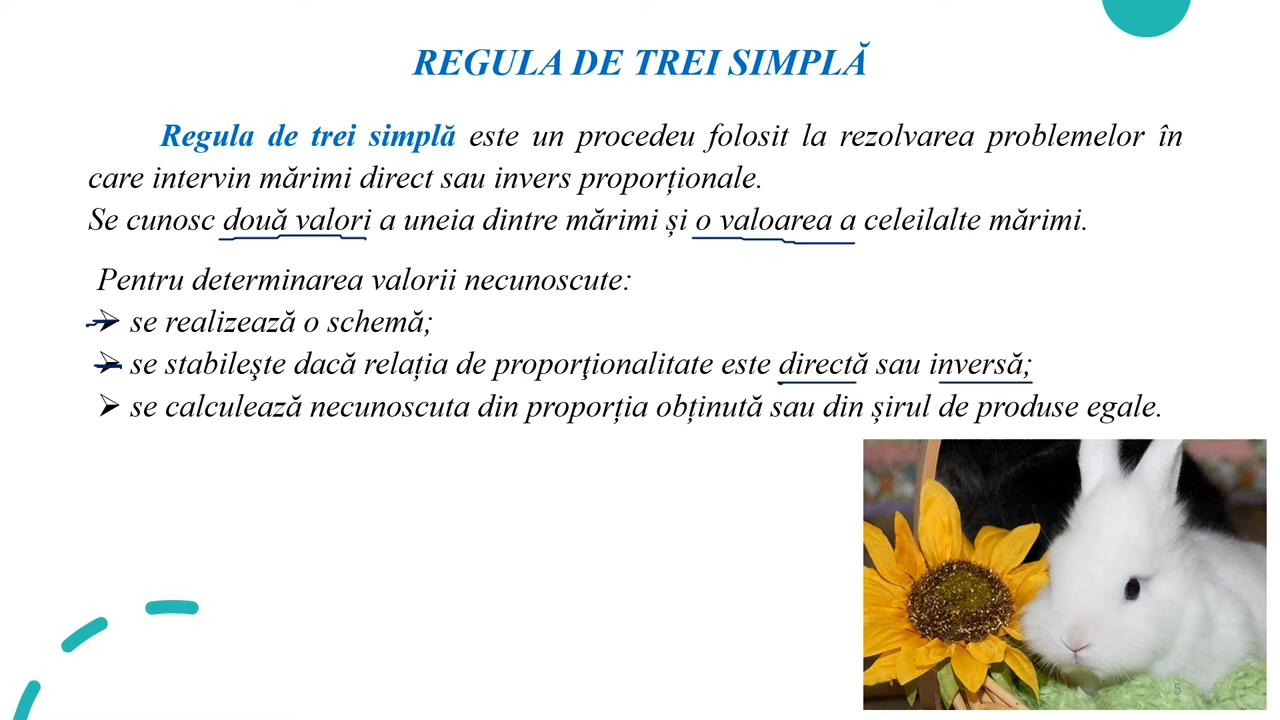 REGULA DE TREI SIMPLĂ
Regula de trei simplă este un procedeu folosit la rezolvarea problemelor în
care intervin mărimi direct sau invers proporționale.
Se cunosc două valori a uneia dintre mărimi și o valoarea a celeilalte mărimi.
Pentru determinarea valorii necunoscute:
➢ se realizează o schemă;
➢ se stabileşte dacă relația de proporţionalitate este directă sau inversă;
➢ se calculează necunoscuta din proporția obținută sau din șirul de produse egale.
5